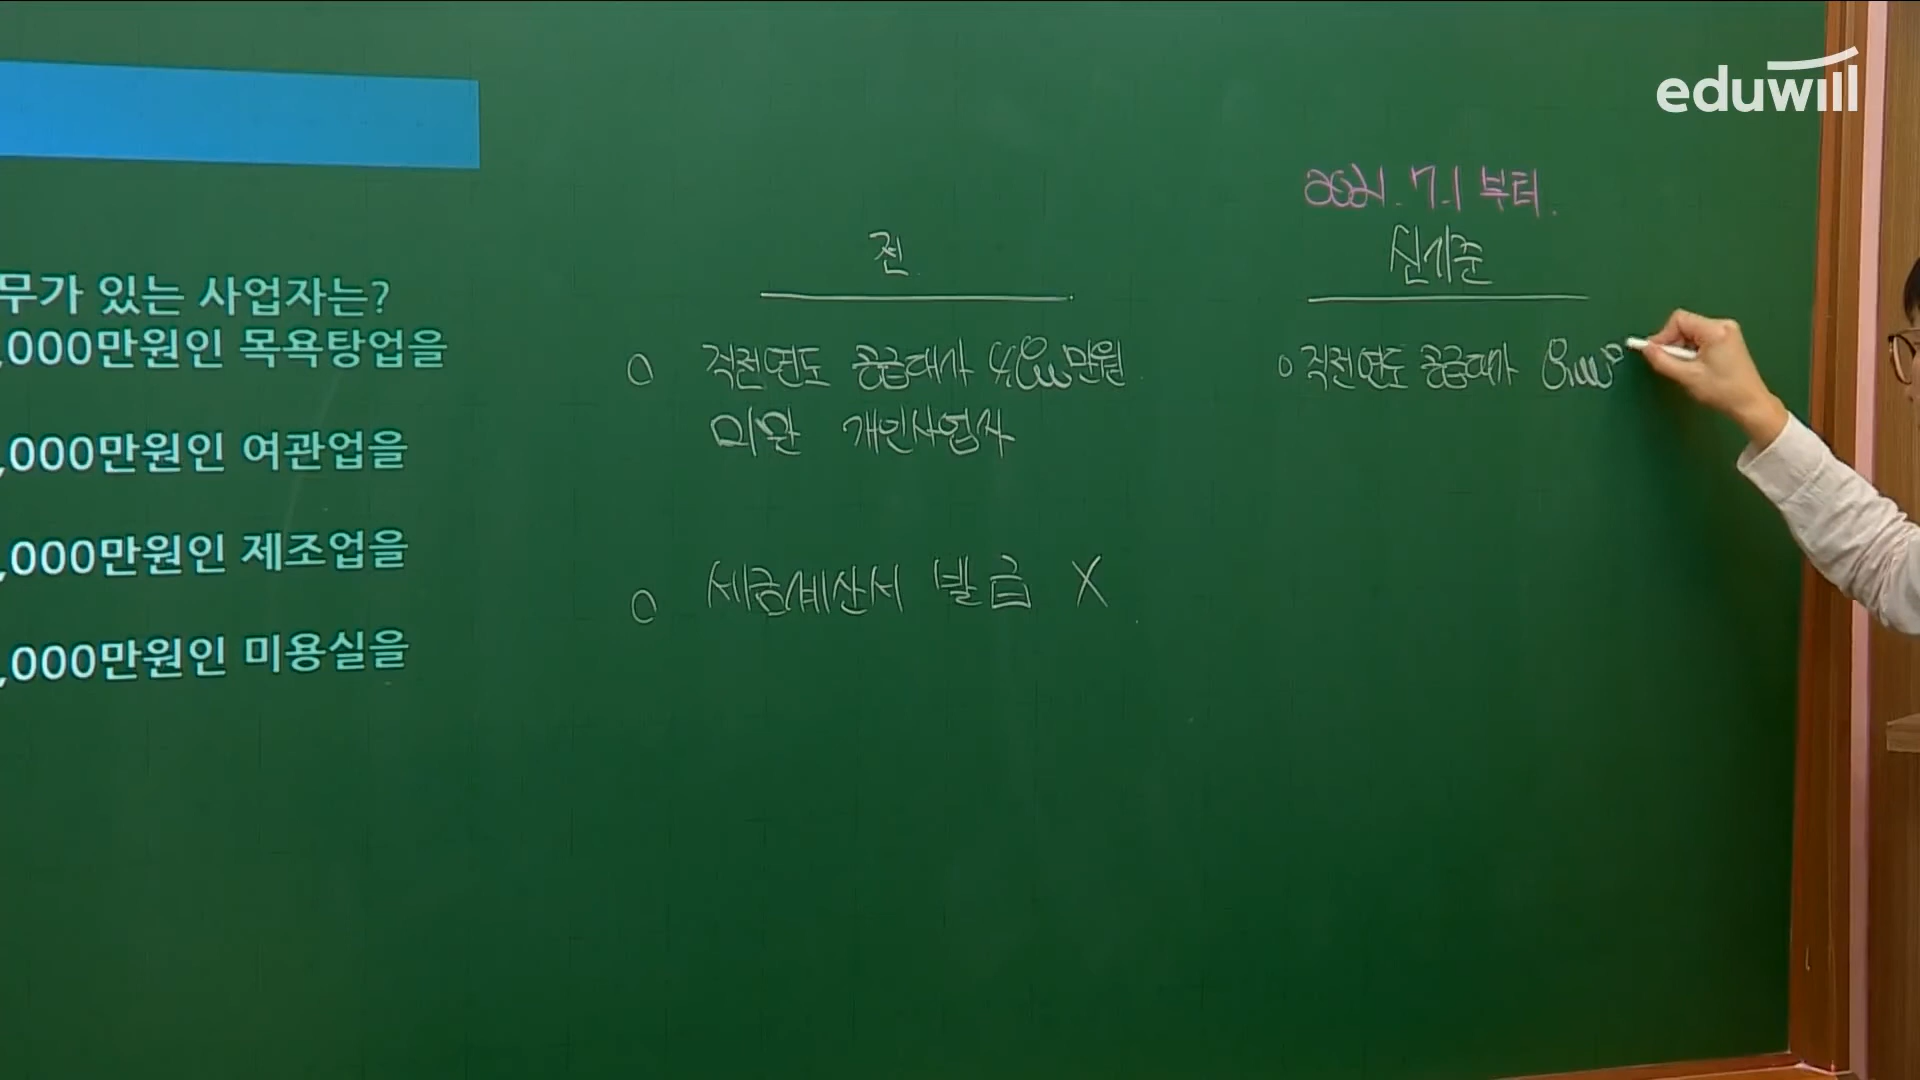 eduwill
무가 있는 사업자는?
,000만원인 목욕탕업을
,000만원인 여관업을
,000만원인 제조업을
,000만원인 미용실을
전
○ 직전연도 공급대가 4,800만원
미만 개인사업자
○ 세금계산서 발급 X
2021.7.1 부터.
신기준
○ 직전연도 공급대가 8,000